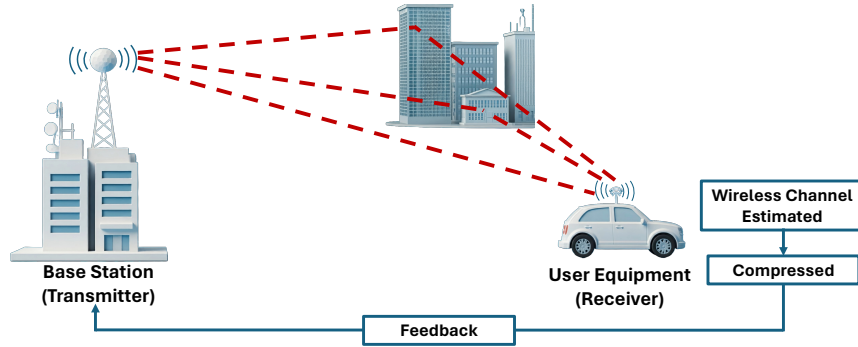 Base Station
(Transmitter)
User Equipment
(Receiver)
Wireless Channel
Estimated
Compressed
Feedback